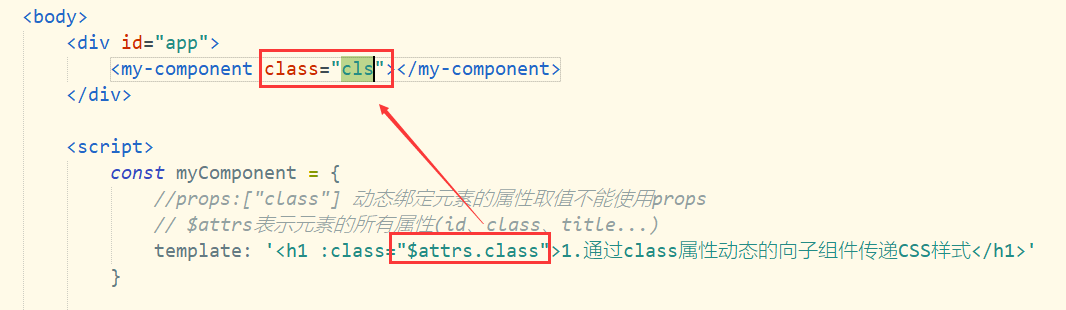 <body>
<div id="app">
<my-component class="cls"></my-component>
</div>
<script>
const myComponent = {
//props:["class"] 动态绑定元素的属性取值不能使用props
// $attrs表示元素的所有属性(id、class、title...)
template: '<h1 :class="$attrs.class">1.通过class属性动态的向子组件传递CSS样式</h1>'
}